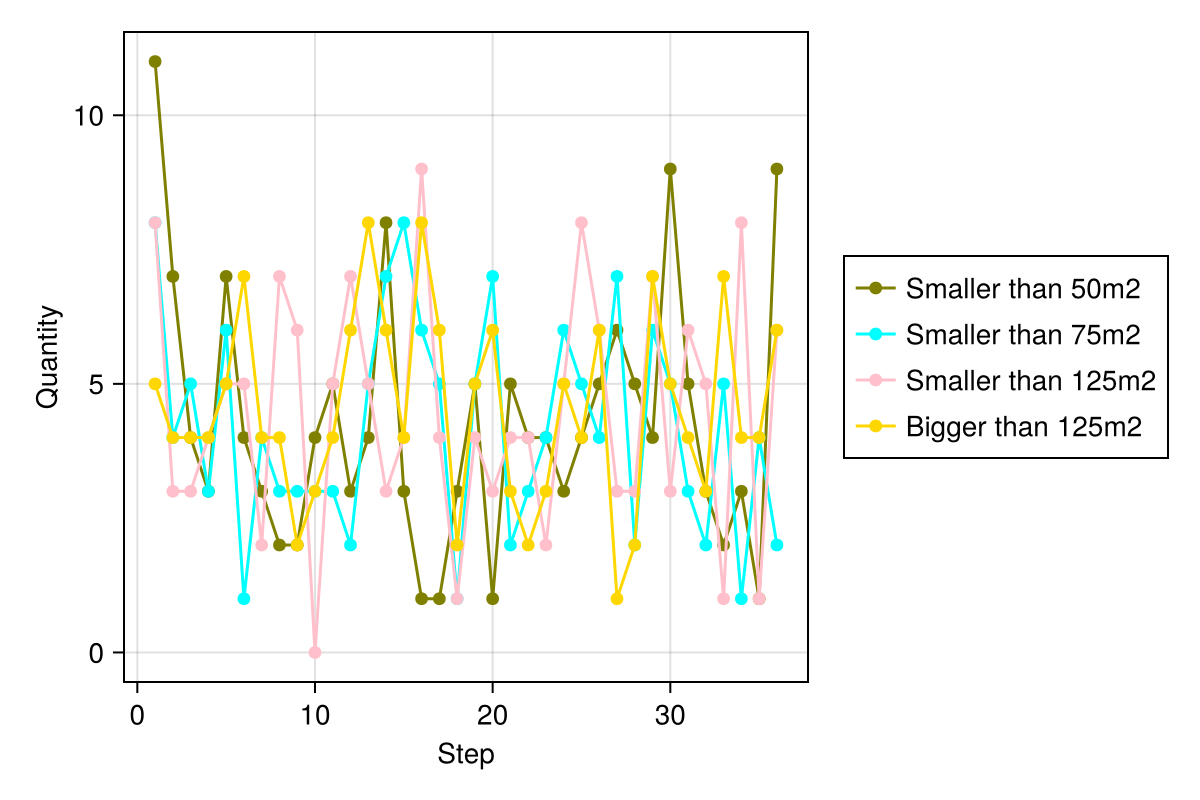 10
5
0
Quantity
0 10 20 30
Step
Smaller than 50m2
Smaller than 75m2
Smaller than 125m2
Bigger than 125m2